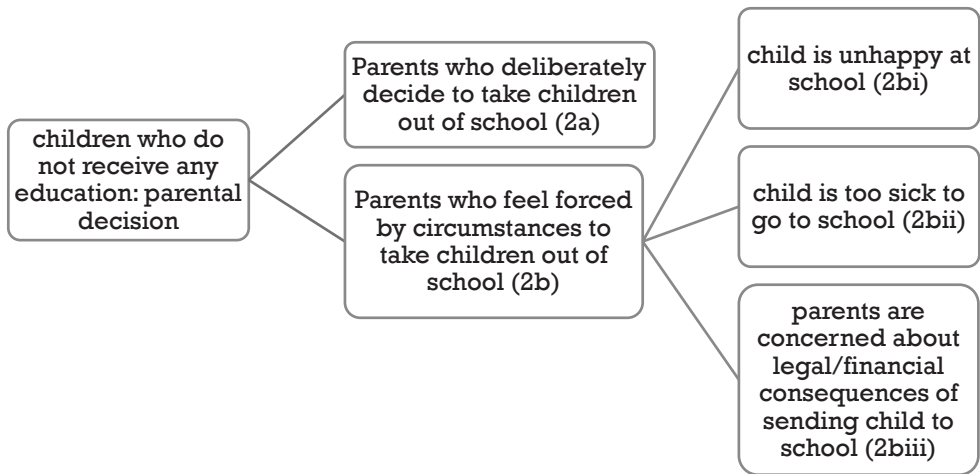 children who do
not receive any
education: parental
decision
Parents who deliberately
decide to take children
out of school (2a)
Parents who feel forced
by circumstances to
take children out of
school (2b)
child is unhappy at
school (2bi)
child is too sick to
go to school (2bii)
parents are
concerned about
legal/financial
consequences of
sending child to
school (2biii)